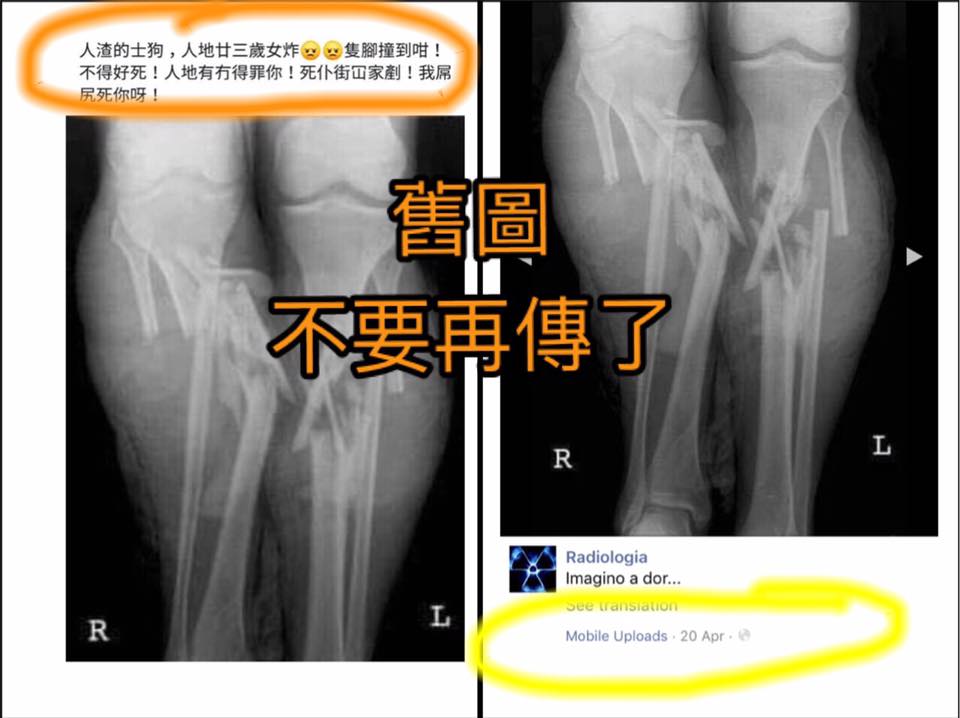 人渣的士狗，人地廿三歲女炸😠😠隻腳撞到咁！
不得好死！人地有冇得罪你！死仆街冚家剷！我屌
尻死你呀！
舊圖
不要再傳了
R
L
R
L
Radiologia
Imagino a dor...
See translation
Mobile Uploads · 20 Apr ·